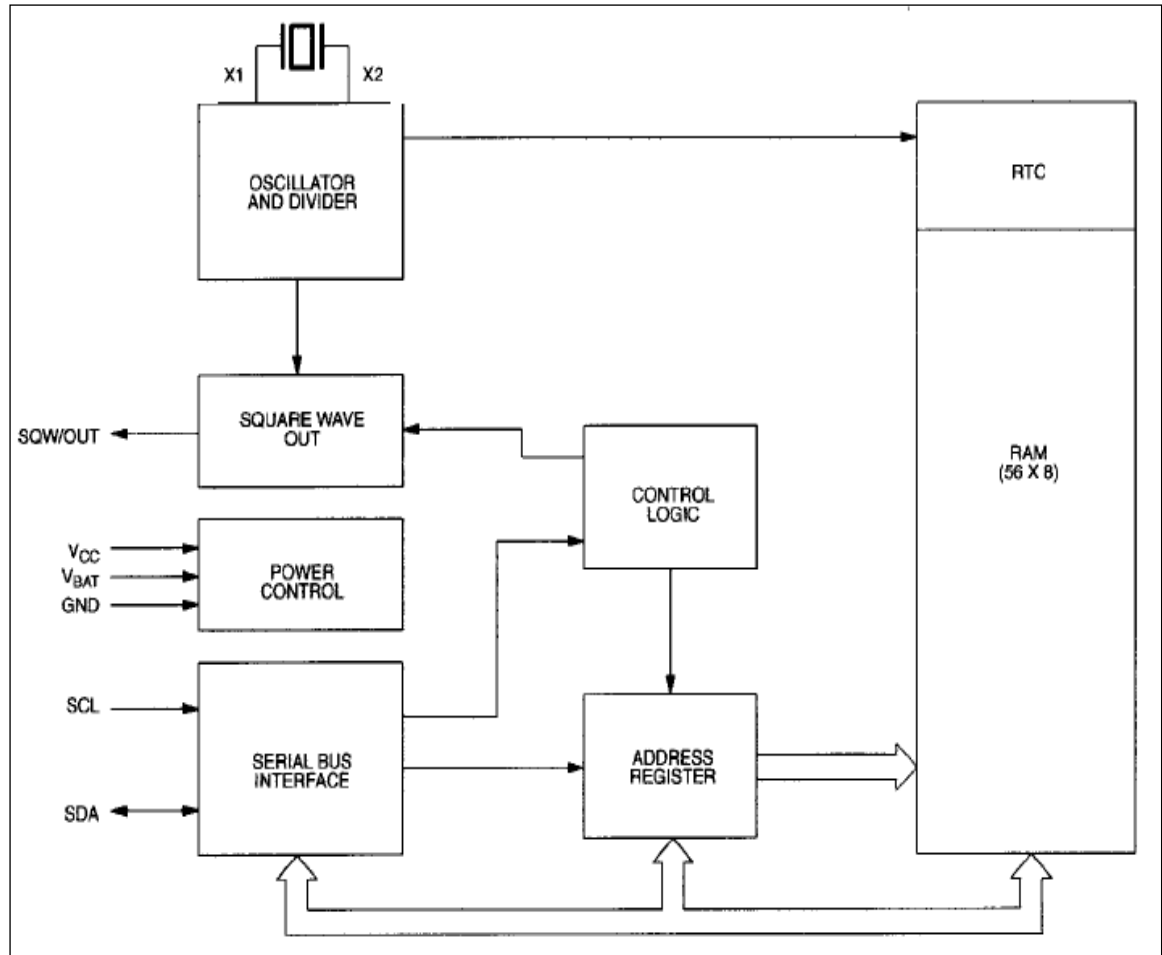 X1
X2
OSCILLATOR
AND DIVIDER
RTC
SQW/OUT
SQUARE WAVE
OUT
CONTROL
LOGIC
RAM
(56 X 8)
VCC
VBAT
GND
POWER
CONTROL
SCL
SDA
SERIAL BUS
INTERFACE
ADDRESS
REGISTER